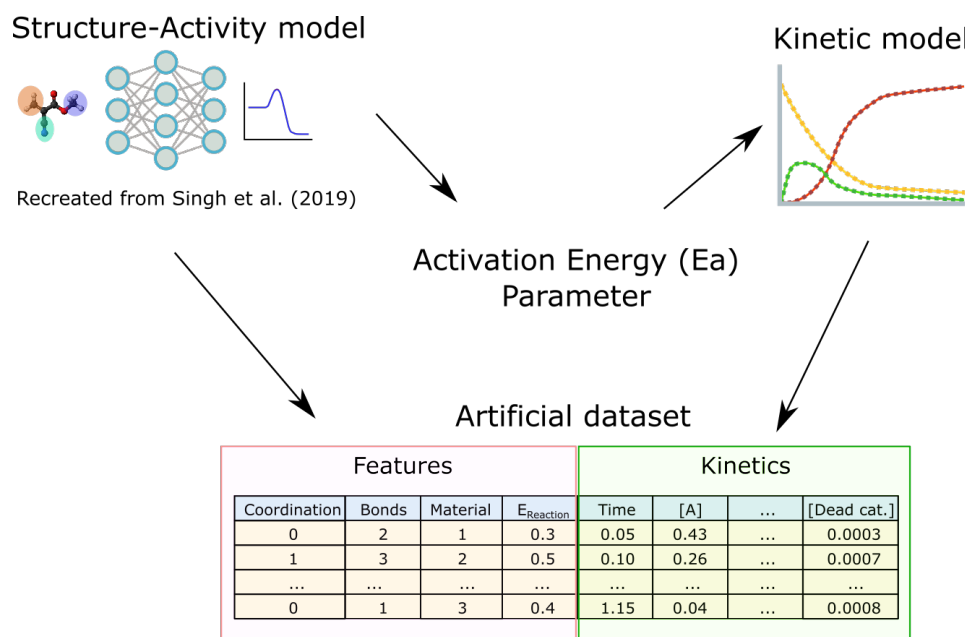 Structure-Activity model
Kinetic model
Recreated from Singh et al. (2019)
Activation Energy (Ea)
Parameter
Artificial dataset
Features Kinetics
Coordination Bonds Material E_Reaction Time [A] ... [Dead cat.]
0 2 1 0.3 0.05 0.43 ... 0.0003
1 3 2 0.5 0.10 0.26 ... 0.0007
... ... ... ... ... ... ... ...
0 1 3 0.4 1.15 0.04 ... 0.0008